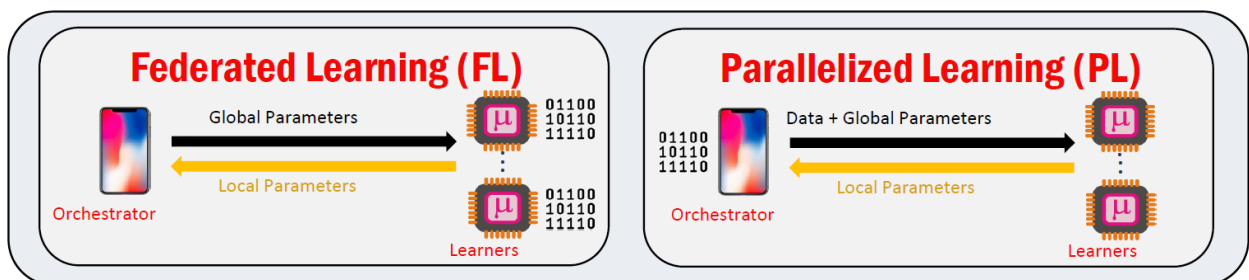 Federated Learning (FL)
Global Parameters
Local Parameters
Orchestrator
μ
01100
10110
11110
μ
01100
10110
11110
Learners
Parallelized Learning (PL)
01100
10110
11110
Data + Global Parameters
Local Parameters
Orchestrator
μ
μ
Learners